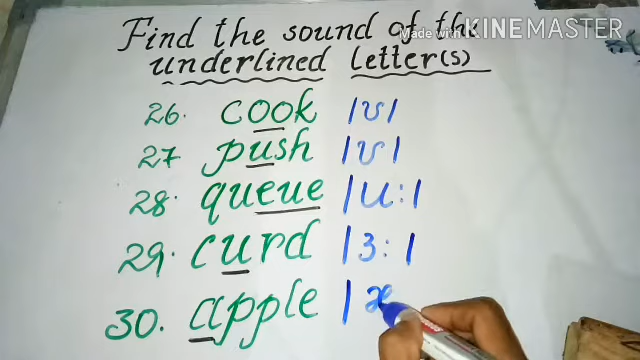 Find the sound of the
Made with KINEMASTER
underlined letter(s)
26. cook /ʊ/
27 push /ʊ/
28. queue /u:/
29. curd /ɜ:/
30. apple /æ